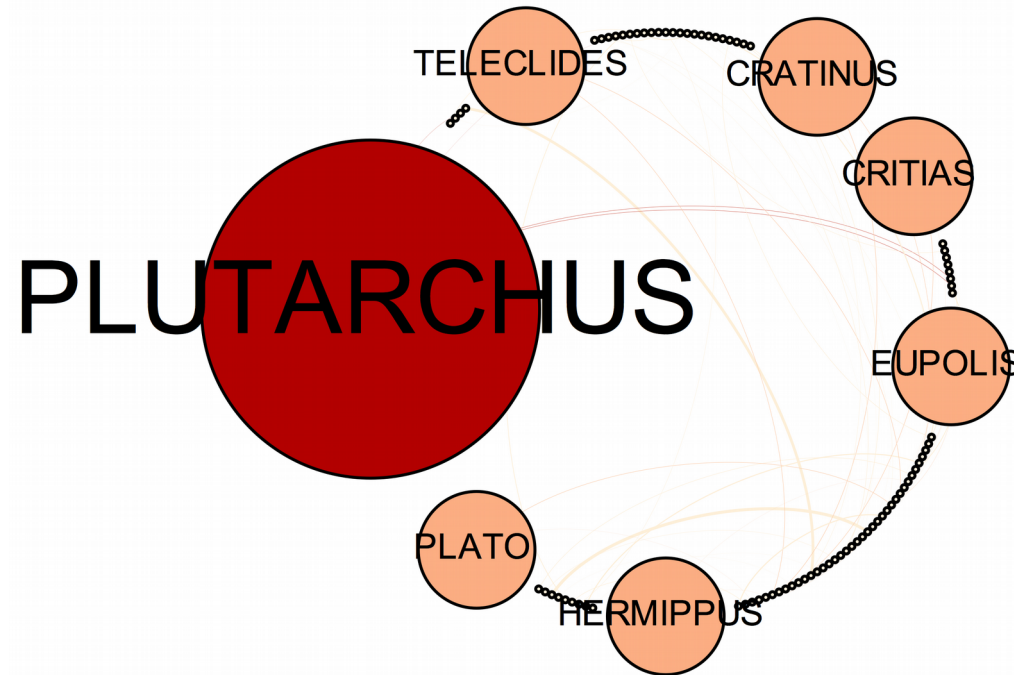 TELECLIDES
CRATINUS
CRITIAS
PLUTARCHUS
EUPOLIS
PLATO
HERMIPPUS